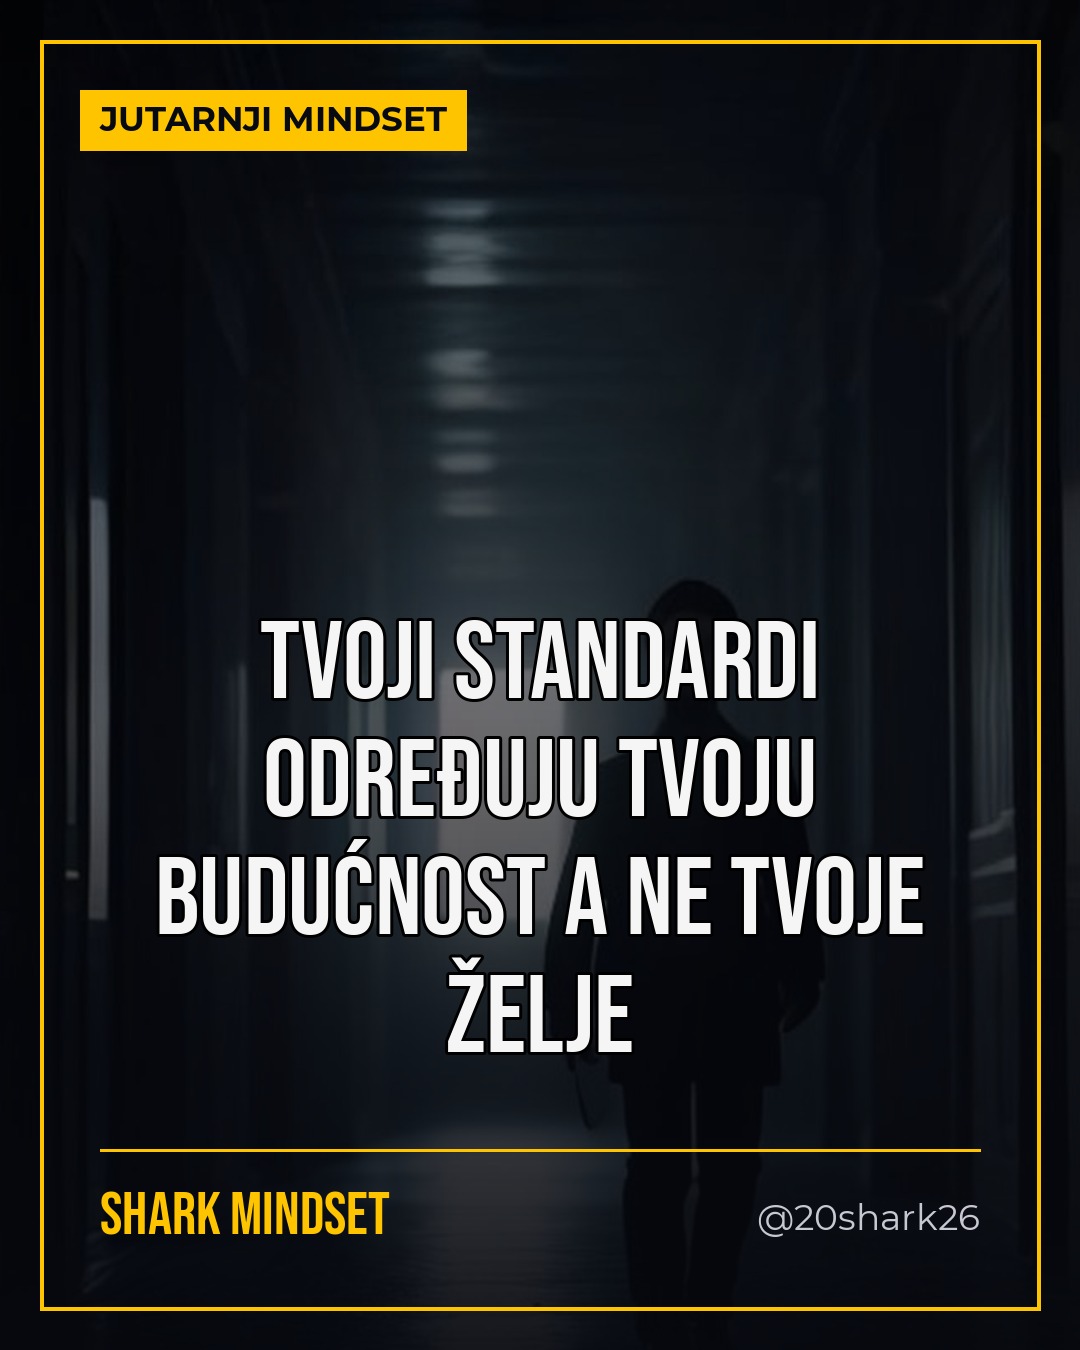 JUTARNJI MINDSET
TVOJI STANDARDI
ODREĐUJU TVOJU
BUDUĆNOST A NE TVOJE
ŽELJE
SHARK MINDSET
@20shark26